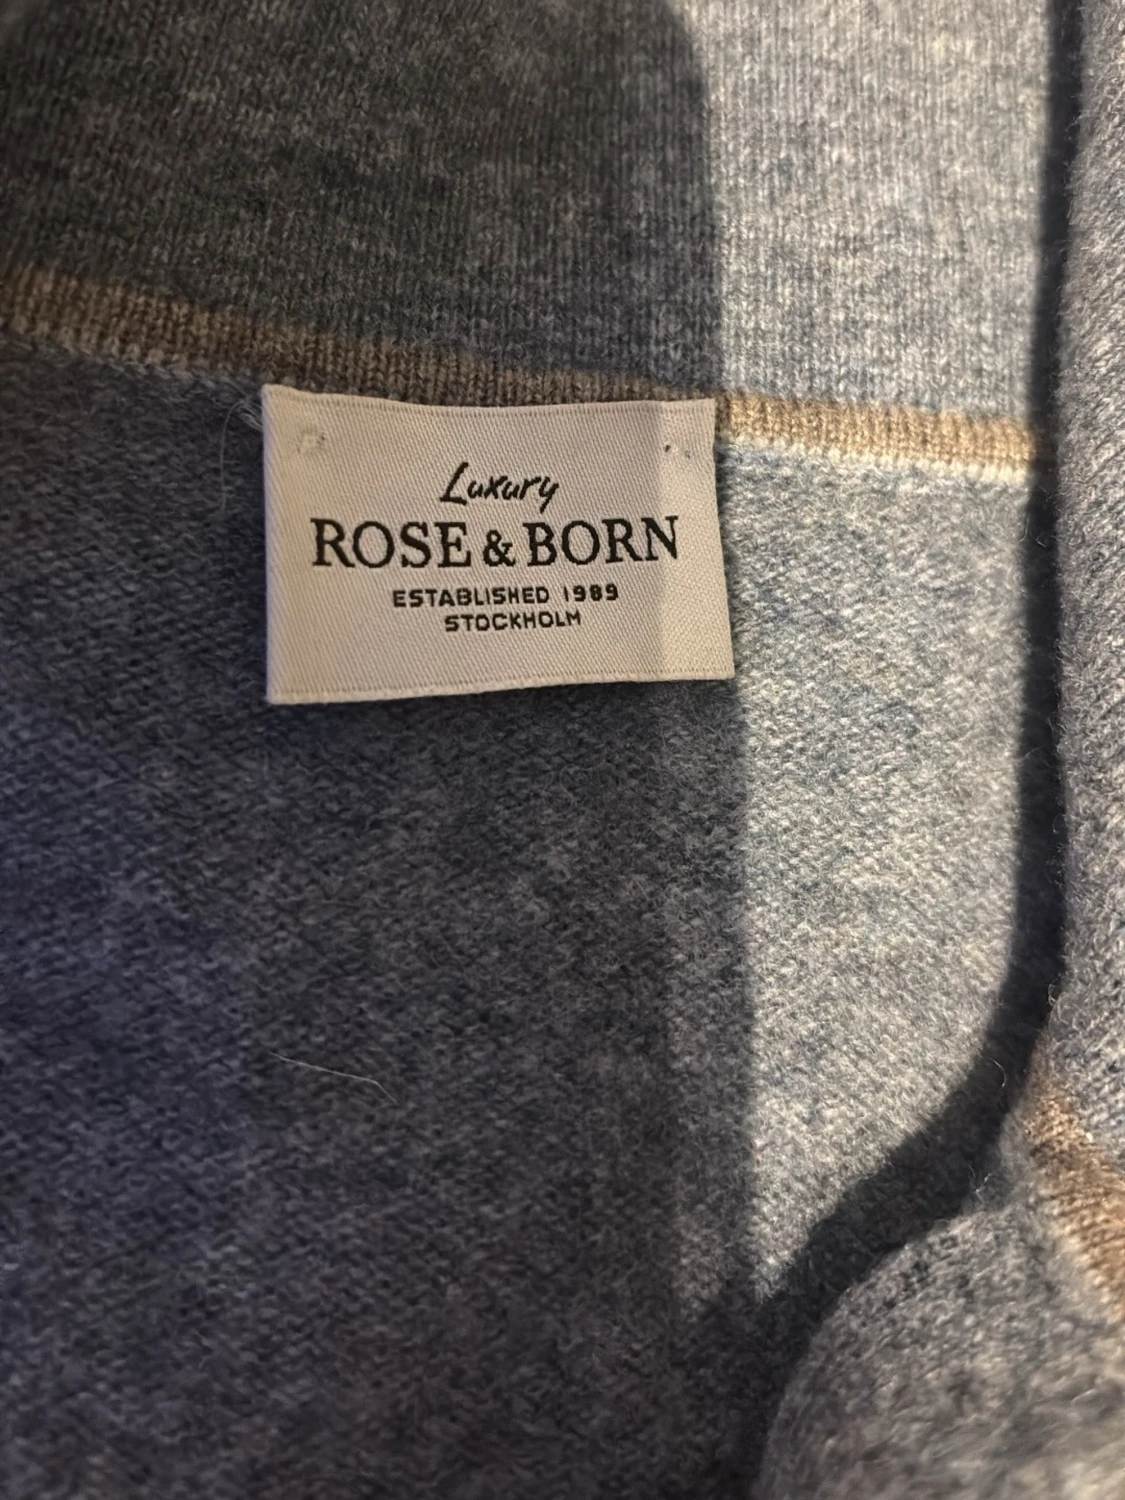 Luxury
ROSE & BORN
ESTABLISHED 1989
STOCKHOLM